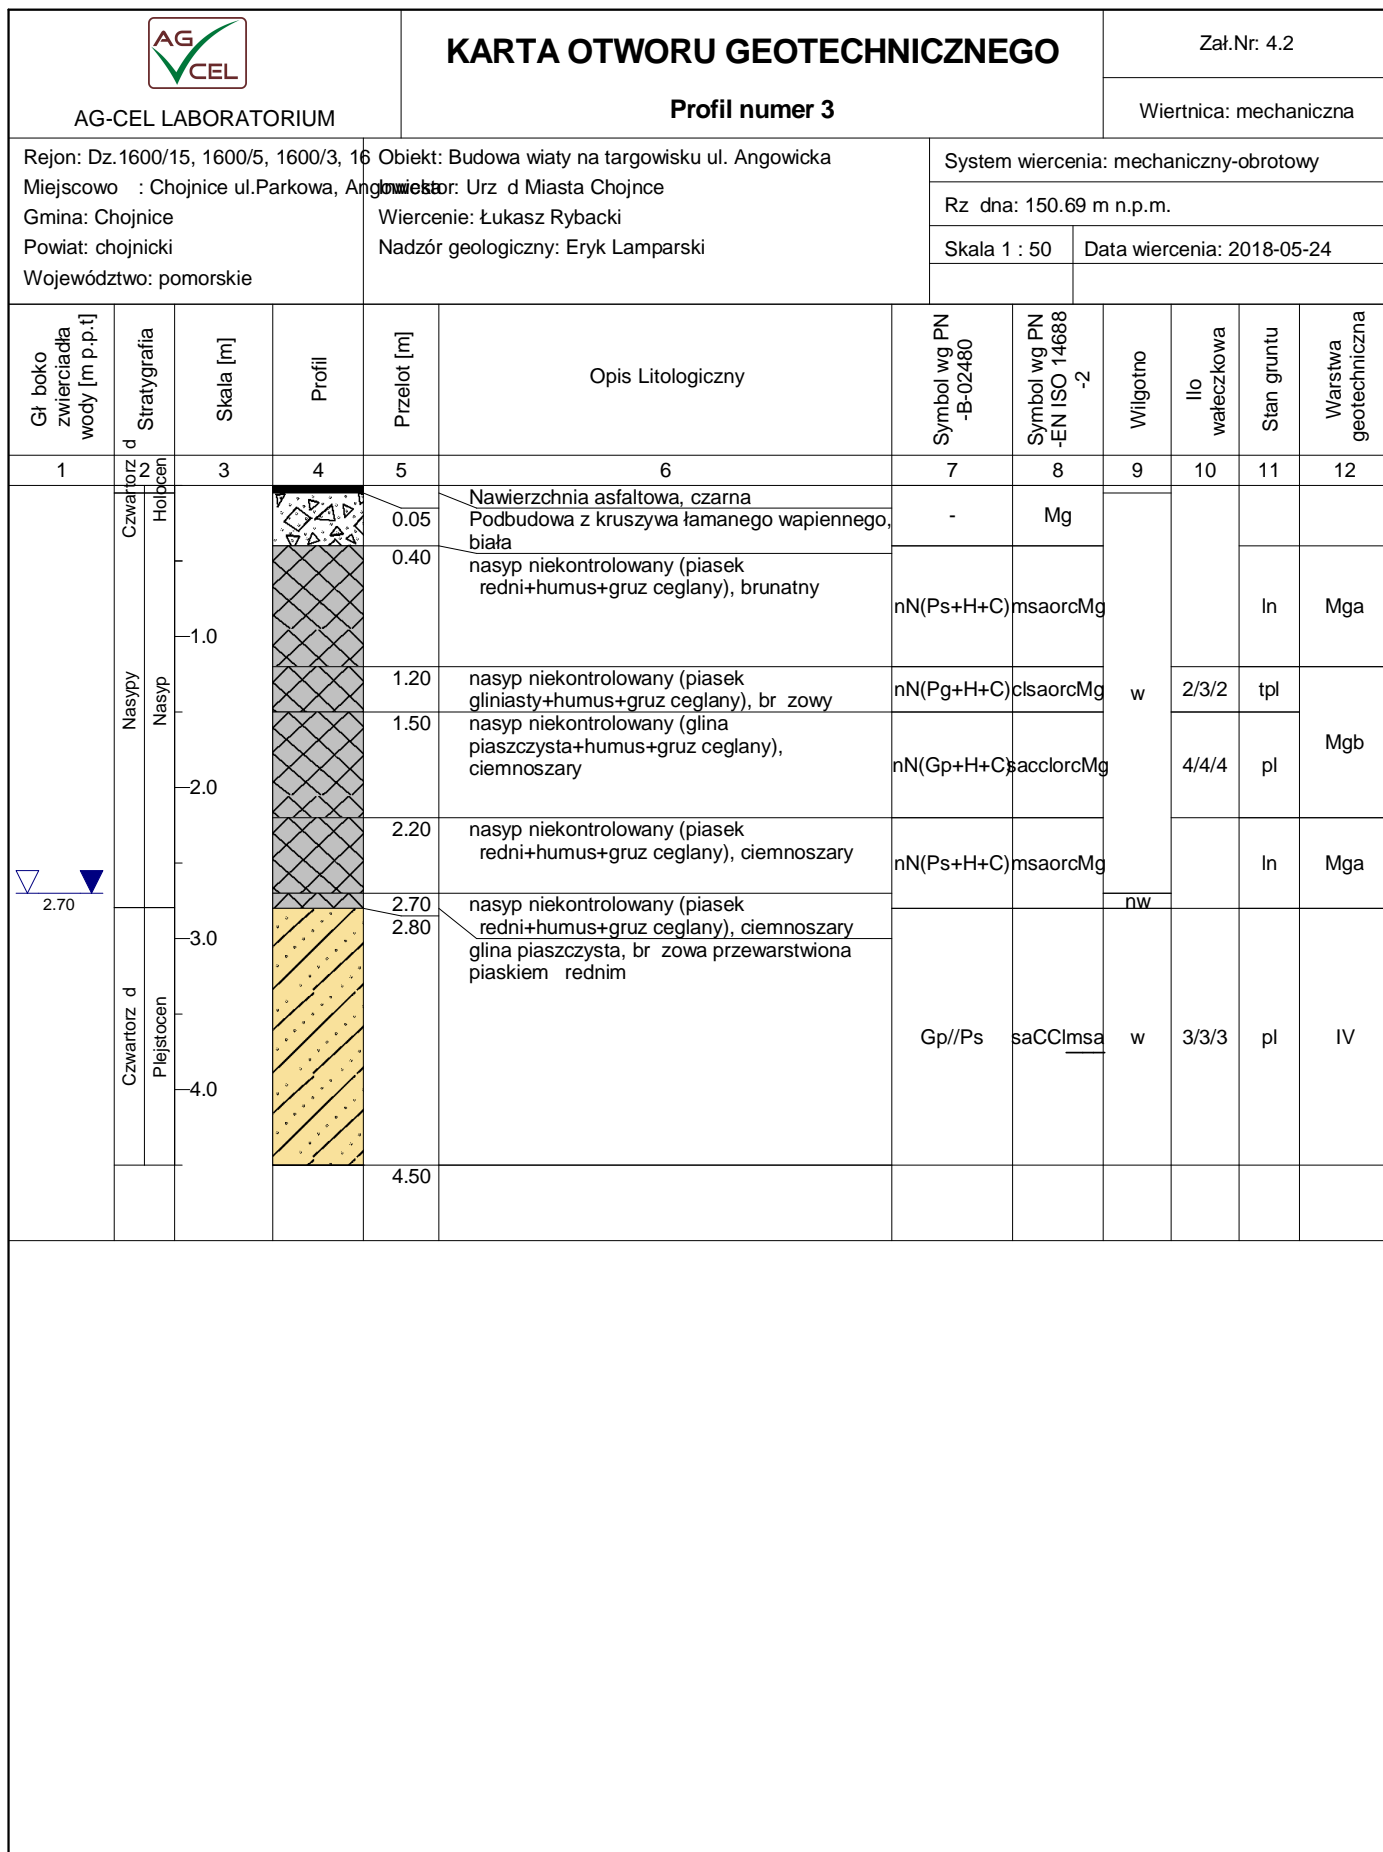 AG
CEL
AG-CEL LABORATORIUM
KARTA OTWORU GEOTECHNICZNEGO
Profil numer 3
Zał.Nr: 4.2
Wiertnica: mechaniczna
Rejon: Dz.1600/15, 1600/5, 1600/3, 16
Miejscowo : Chojnice ul.Parkowa, Angowicka
Gmina: Chojnice
Powiat: chojnicki
Województwo: pomorskie
Obiekt: Budowa wiaty na targowisku ul. Angowicka
Inwestor: Urz d Miasta Chojnce
Wiercenie: Łukasz Rybacki
Nadzór geologiczny: Eryk Lamparski
System wiercenia: mechaniczny-obrotowy
Rz dna: 150.69 m n.p.m.
Skala 1 : 50
Data wiercenia: 2018-05-24
Gł boko
zwierciadła
wody [m p.p.t]
Stratygrafia
Skala [m]
Profil
Przelot [m]
Opis Litologiczny
Symbol wg PN
-B-02480
Symbol wg PN
-EN ISO 14688
-2
Wilgotno
Ilo
wałeczkowa
Stan gruntu
Warstwa
geotechniczna
1 2 3 4 5 6 7 8 9 10 11 12
Czwartorz d
Holocen
Nawierzchnia asfaltowa, czarna
0.05
Podbudowa z kruszywa łamanego wapiennego,
biała
-
Mg
0.40
nasyp niekontrolowany (piasek
redni+humus+gruz ceglany), brunatny
nN(Ps+H+C)
msaorcMg
ln
Mga
1.0
Nasypy
Nasyp
1.20
nasyp niekontrolowany (piasek
gliniasty+humus+gruz ceglany), br zowy
nN(Pg+H+C)
clsaorcMg
w
2/3/2
tpl
Mgb
1.50
nasyp niekontrolowany (glina
piaszczysta+humus+gruz ceglany),
ciemnoszary
nN(Gp+H+C)
sacclorcMg
4/4/4
pl
2.0
2.20
nasyp niekontrolowany (piasek
redni+humus+gruz ceglany), ciemnoszary
nN(Ps+H+C)
msaorcMg
ln
Mga
2.70
2.70
nasyp niekontrolowany (piasek
redni+humus+gruz ceglany), ciemnoszary
nw
2.80
glina piaszczysta, br zowa przewarstwiona
piaskiem rednim
3.0
Czwartorz d
Plejstocen
Gp//Ps
saCClmsa
w
3/3/3
pl
IV
4.0
4.50